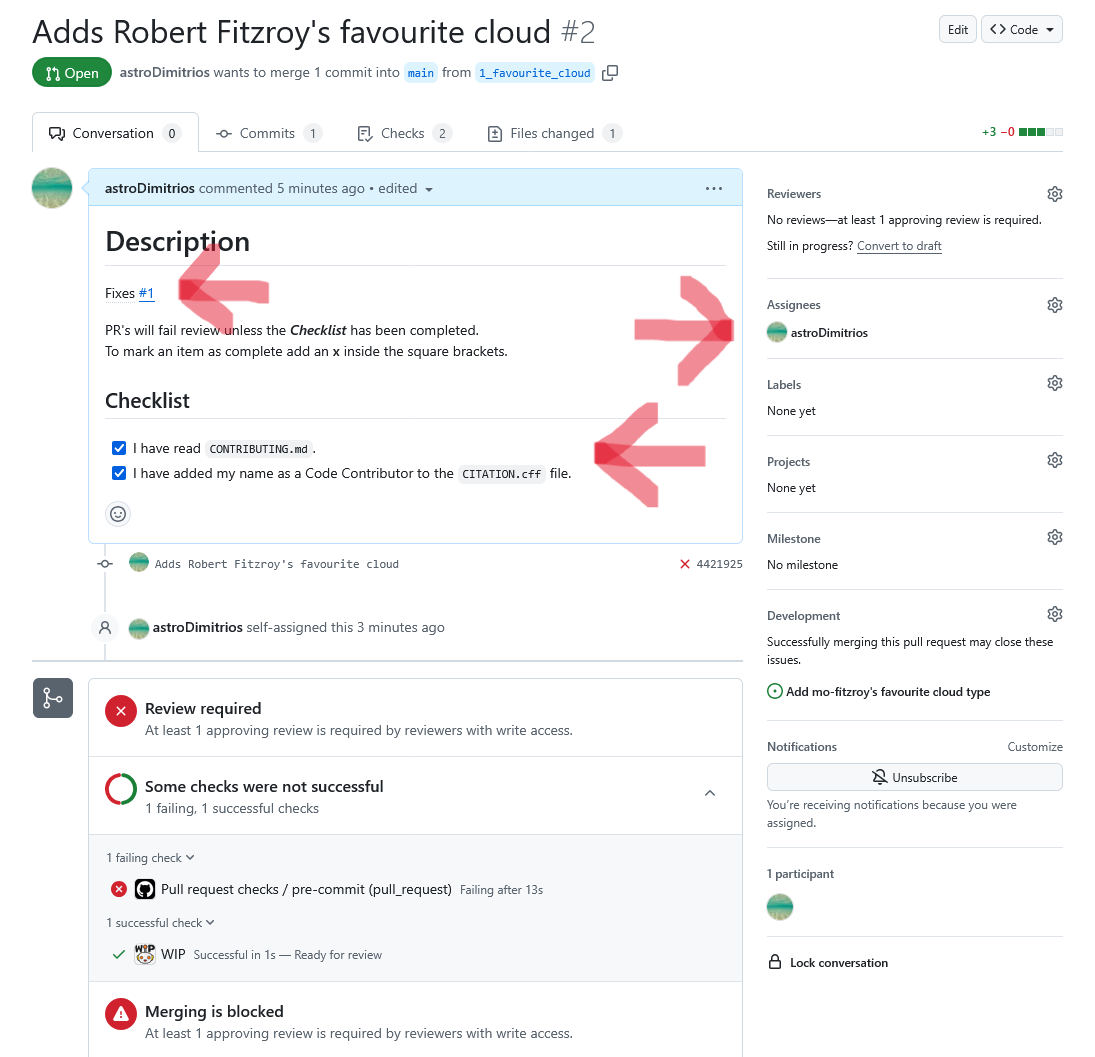 Adds Robert Fitzroy's favourite cloud #2
Edit
Code
Open
astroDimitrios wants to merge 1 commit into main from 1_favourite_cloud
Conversation 0
Commits 1
Checks 2
Files changed 1
+3 −0
astroDimitrios commented 5 minutes ago • edited
Description
Fixes #1
PR's will fail review unless the Checklist has been completed.
To mark an item as complete add an x inside the square brackets.
Checklist
I have read CONTRIBUTING.md.
I have added my name as a Code Contributor to the CITATION.cff file.
Adds Robert Fitzroy's favourite cloud
4421925
astroDimitrios self-assigned this 3 minutes ago
Review required
At least 1 approving review is required by reviewers with write access.
Some checks were not successful
1 failing, 1 successful checks
1 failing check
Pull request checks / pre-commit (pull_request) Failing after 13s
1 successful check
WIP
WIP Successful in 1s — Ready for review
Merging is blocked
At least 1 approving review is required by reviewers with write access.
Reviewers
No reviews—at least 1 approving review is required.
Still in progress? Convert to draft
Assignees
astroDimitrios
Labels
None yet
Projects
None yet
Milestone
No milestone
Development
Successfully merging this pull request may close these
issues.
Add mo-fitzroy's favourite cloud type
Notifications
Customize
Unsubscribe
You're receiving notifications because you were
assigned.
1 participant
Lock conversation